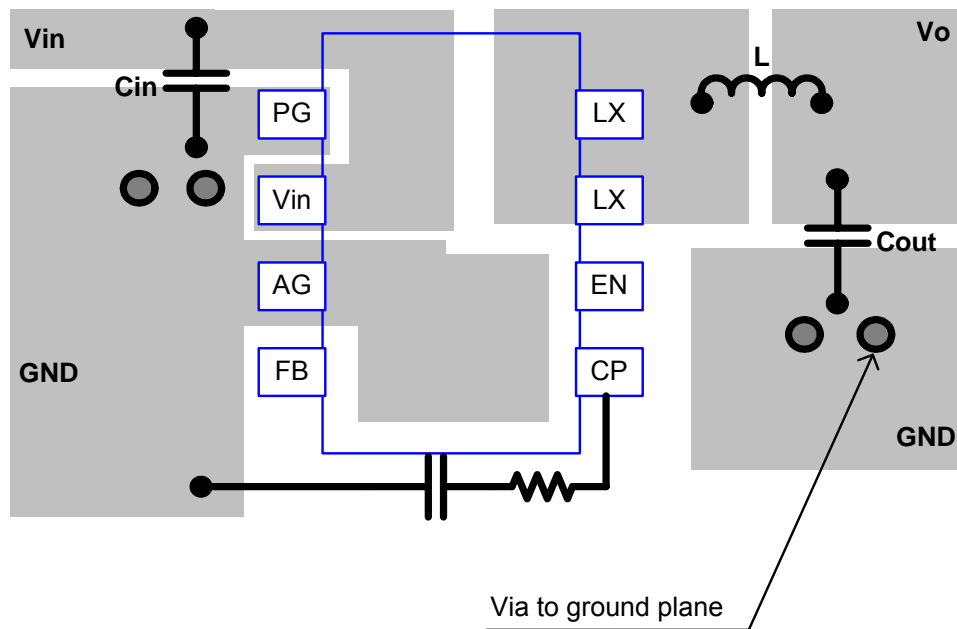 Vin
Vo
L
Cin
PG
LX
Vin
LX
Cout
AG
EN
GND
FB
CP
GND
Via to ground plane